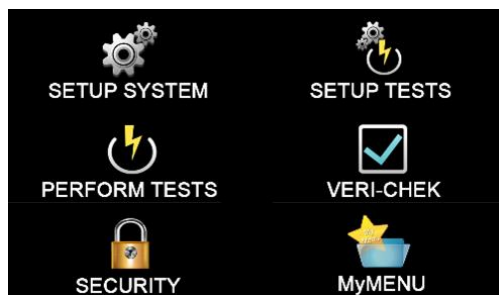 SETUP SYSTEM
SETUP TESTS
PERFORM TESTS
VERI-CHEK
SECURITY
MyMENU